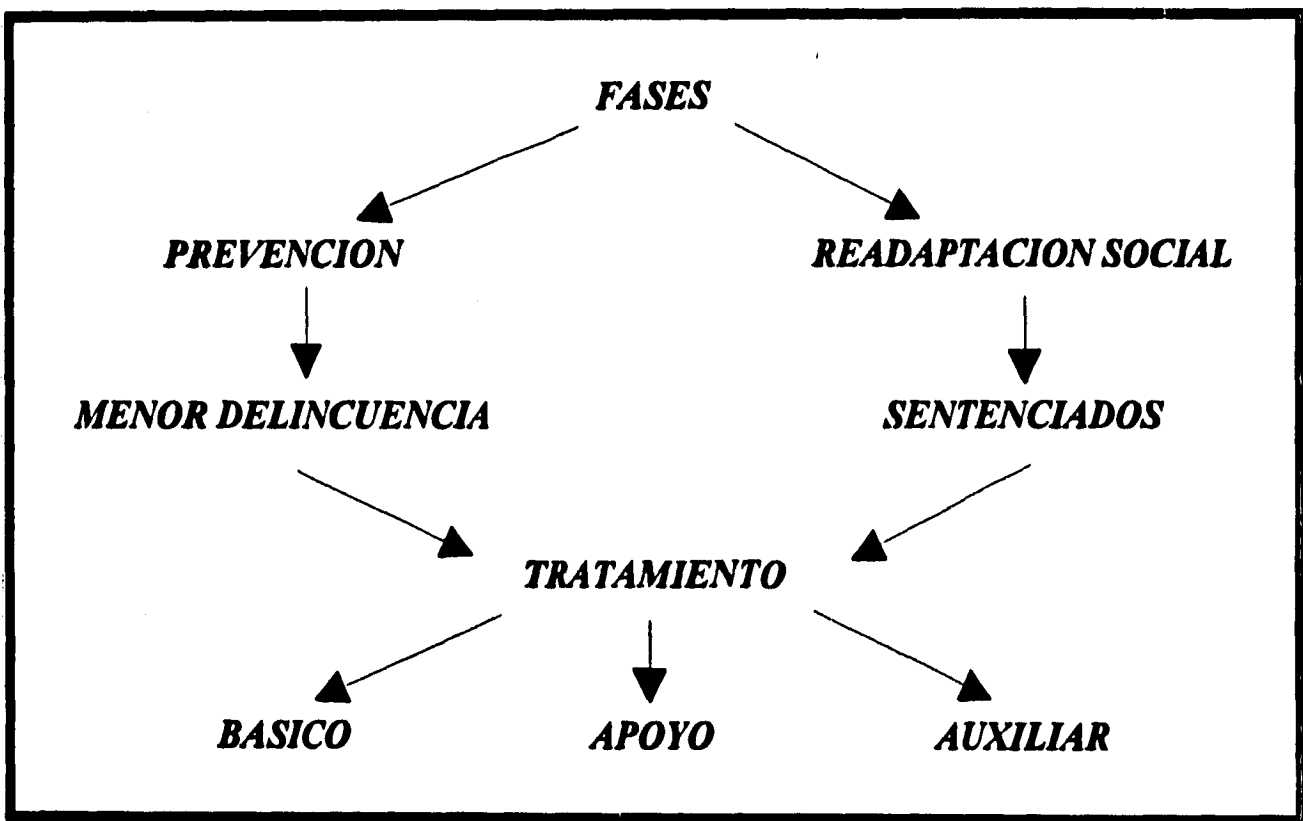 FASES
PREVENCION
READAPTACION SOCIAL
MENOR DELINCUENCIA
SENTENCIADOS
TRATAMIENTO
BASICO
APOYO
AUXILIAR